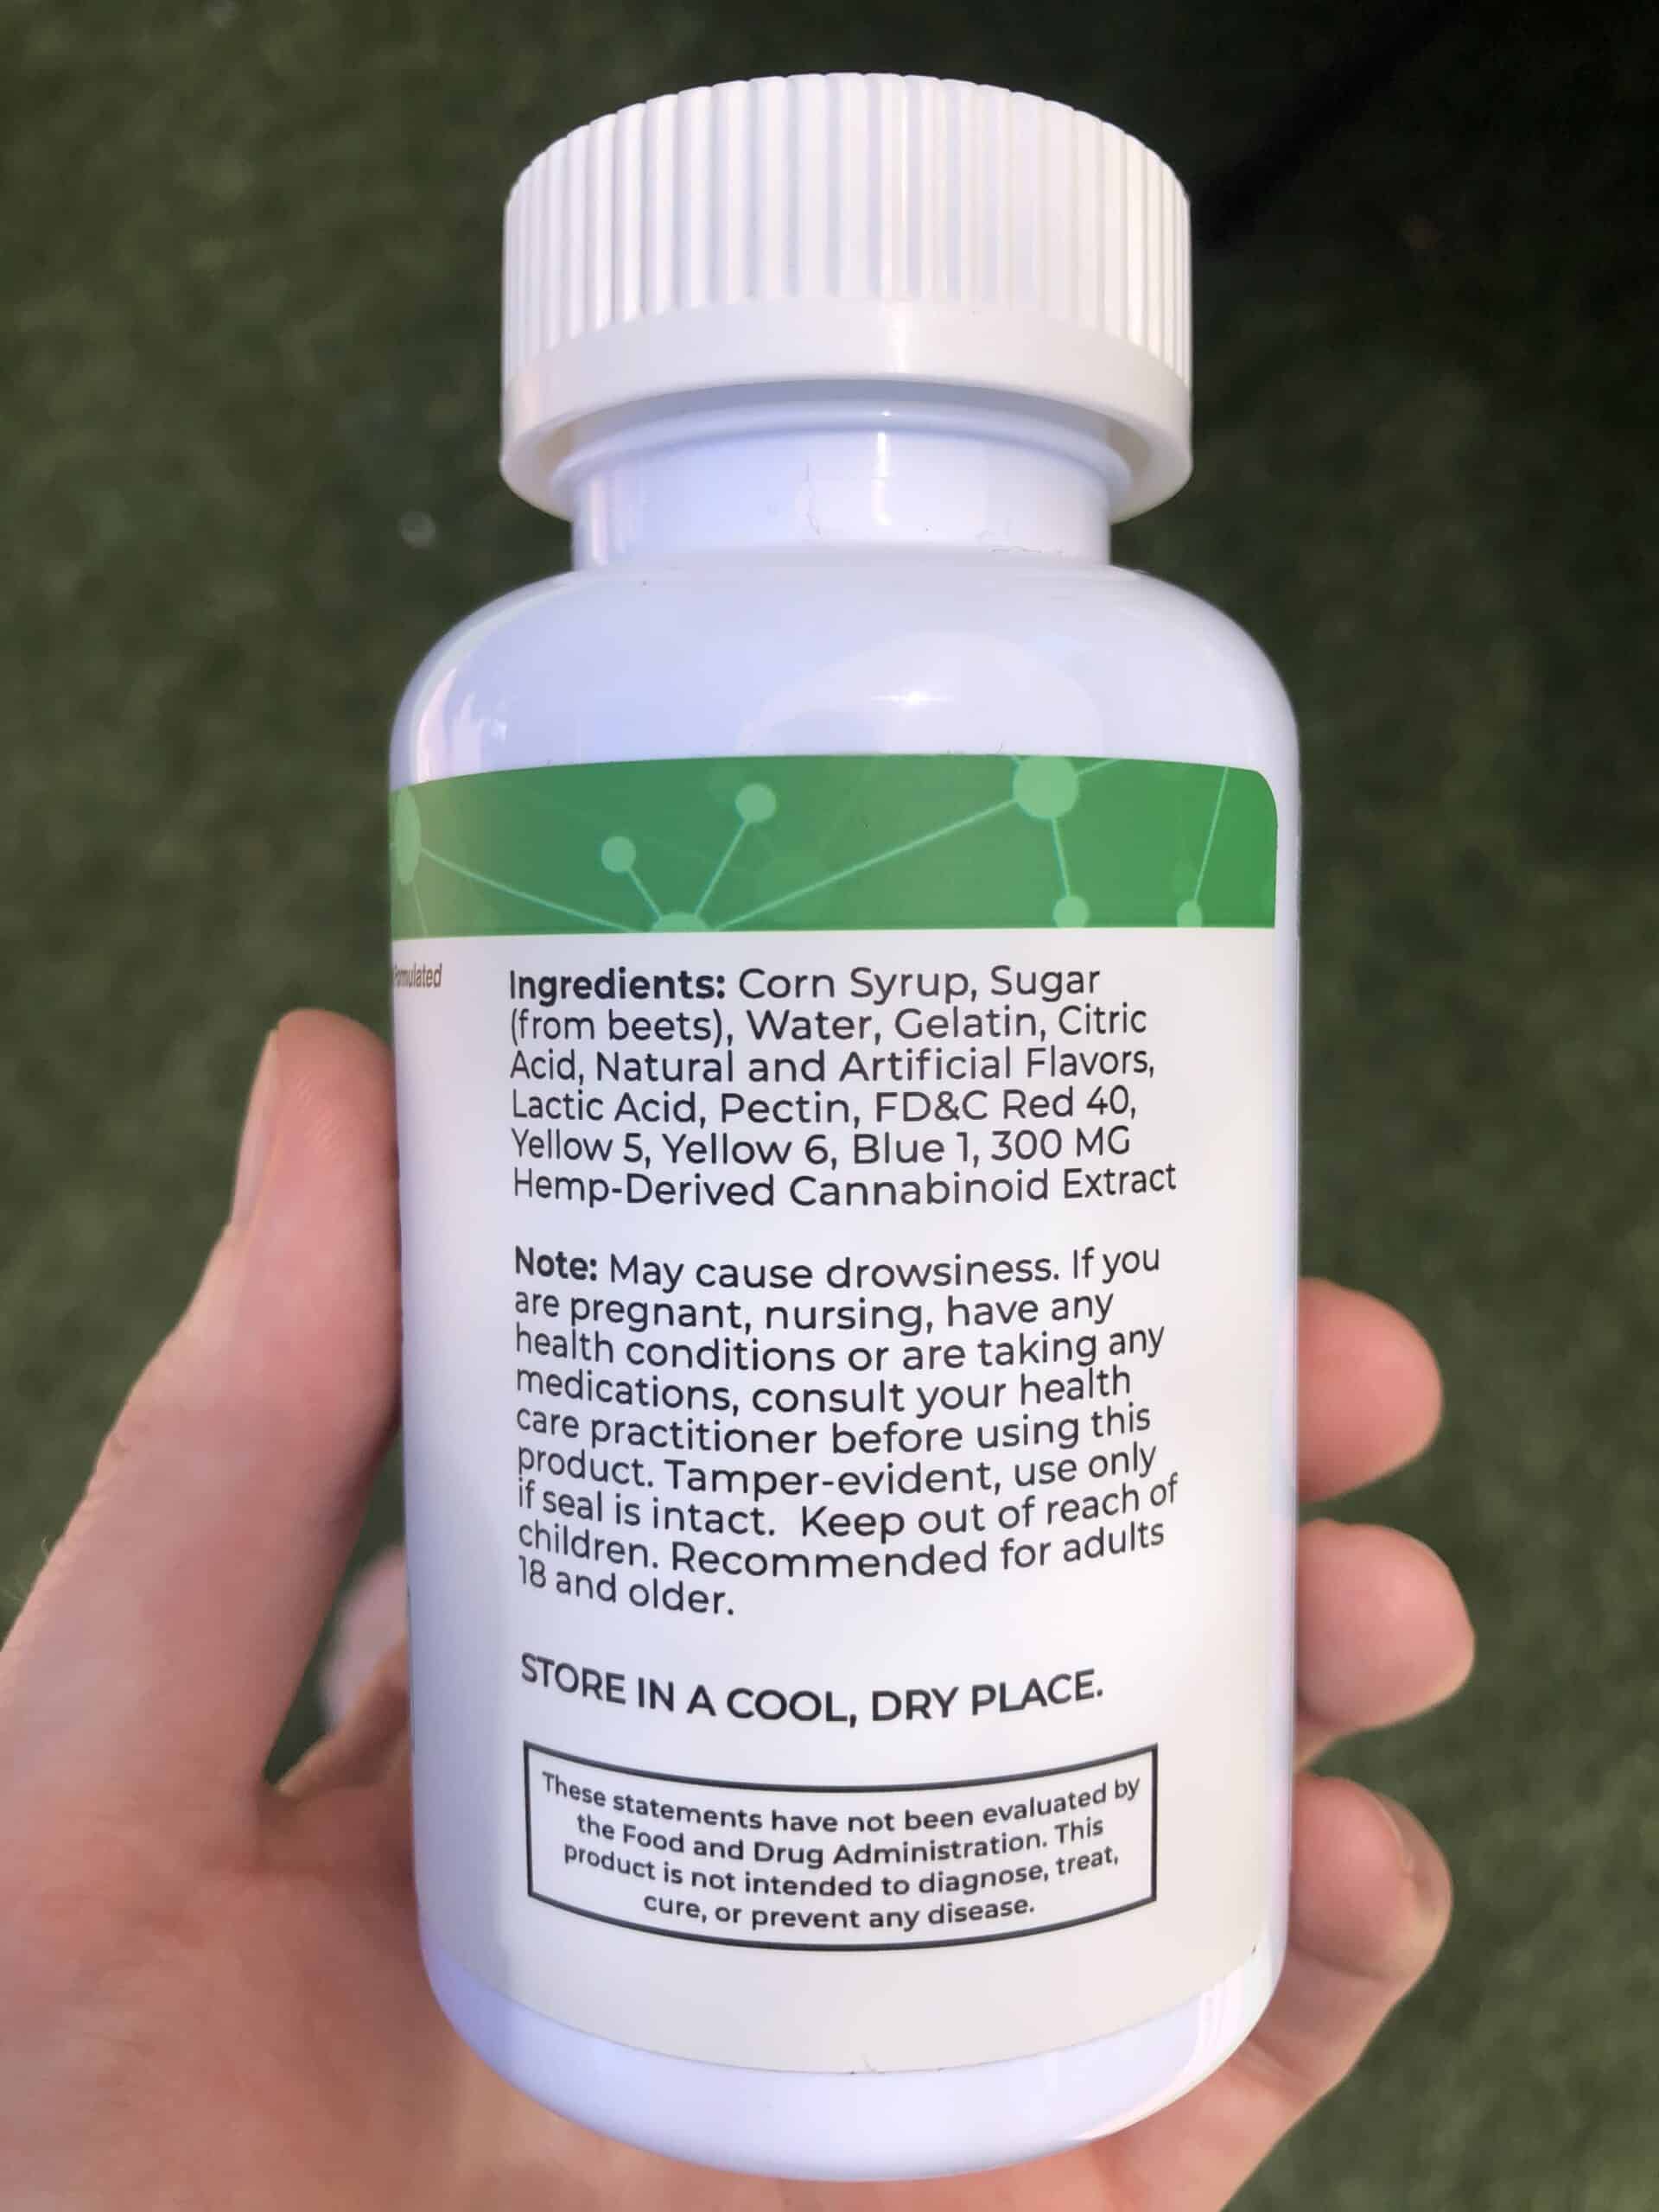 Formulated
Ingredients: Corn Syrup, Sugar
(from beets), Water, Gelatin, Citric
Acid, Natural and Artificial Flavors,
Lactic Acid, Pectin, FD&C Red 40,
Yellow 5, Yellow 6, Blue 1, 300 MG
Hemp-Derived Cannabinoid Extract
Note: May cause drowsiness. If you
are pregnant, nursing, have any
health conditions or are taking any
medications, consult your health
care practitioner before using this
product. Tamper-evident, use only
if seal is intact. Keep out of reach of
children. Recommended for adults
18 and older.
STORE IN A COOL, DRY PLACE.
These statements have not been evaluated by
the Food and Drug Administration. This
product is not intended to diagnose, treat,
cure, or prevent any disease.